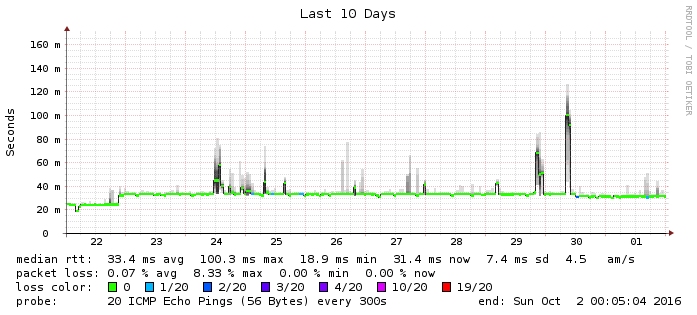 Last 10 Days
RRDTOOL / TOBI OETIKER
Seconds
160 m
140 m
120 m
100 m
80 m
60 m
40 m
20 m
0
22 23 24 25 26 27 28 29 30 01
median rtt: 33.4 ms avg 100.3 ms max 18.9 ms min 31.4 ms now 7.4 ms sd 4.5 am/s
packet loss: 0.07 % avg 8.33 % max 0.00 % min 0.00 % now
loss color: 0 1/20 2/20 3/20 4/20 10/20 19/20
probe: 20 ICMP Echo Pings (56 Bytes) every 300s end: Sun Oct 2 00:05:04 2016